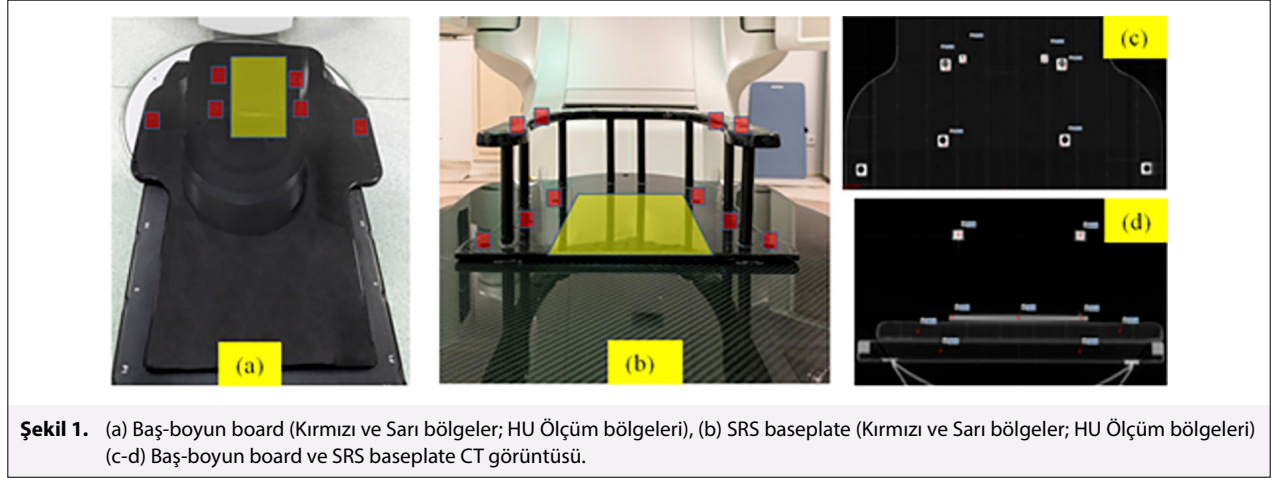 (a)
(b)
(c)
(d)
Şekil 1. (a) Baş-boyun board (Kırmızı ve Sarı bölgeler; HU Ölçüm bölgeleri), (b) SRS baseplate (Kırmızı ve Sarı bölgeler; HU Ölçüm bölgeleri)
(c-d) Baş-boyun board ve SRS baseplate CT görüntüsü.